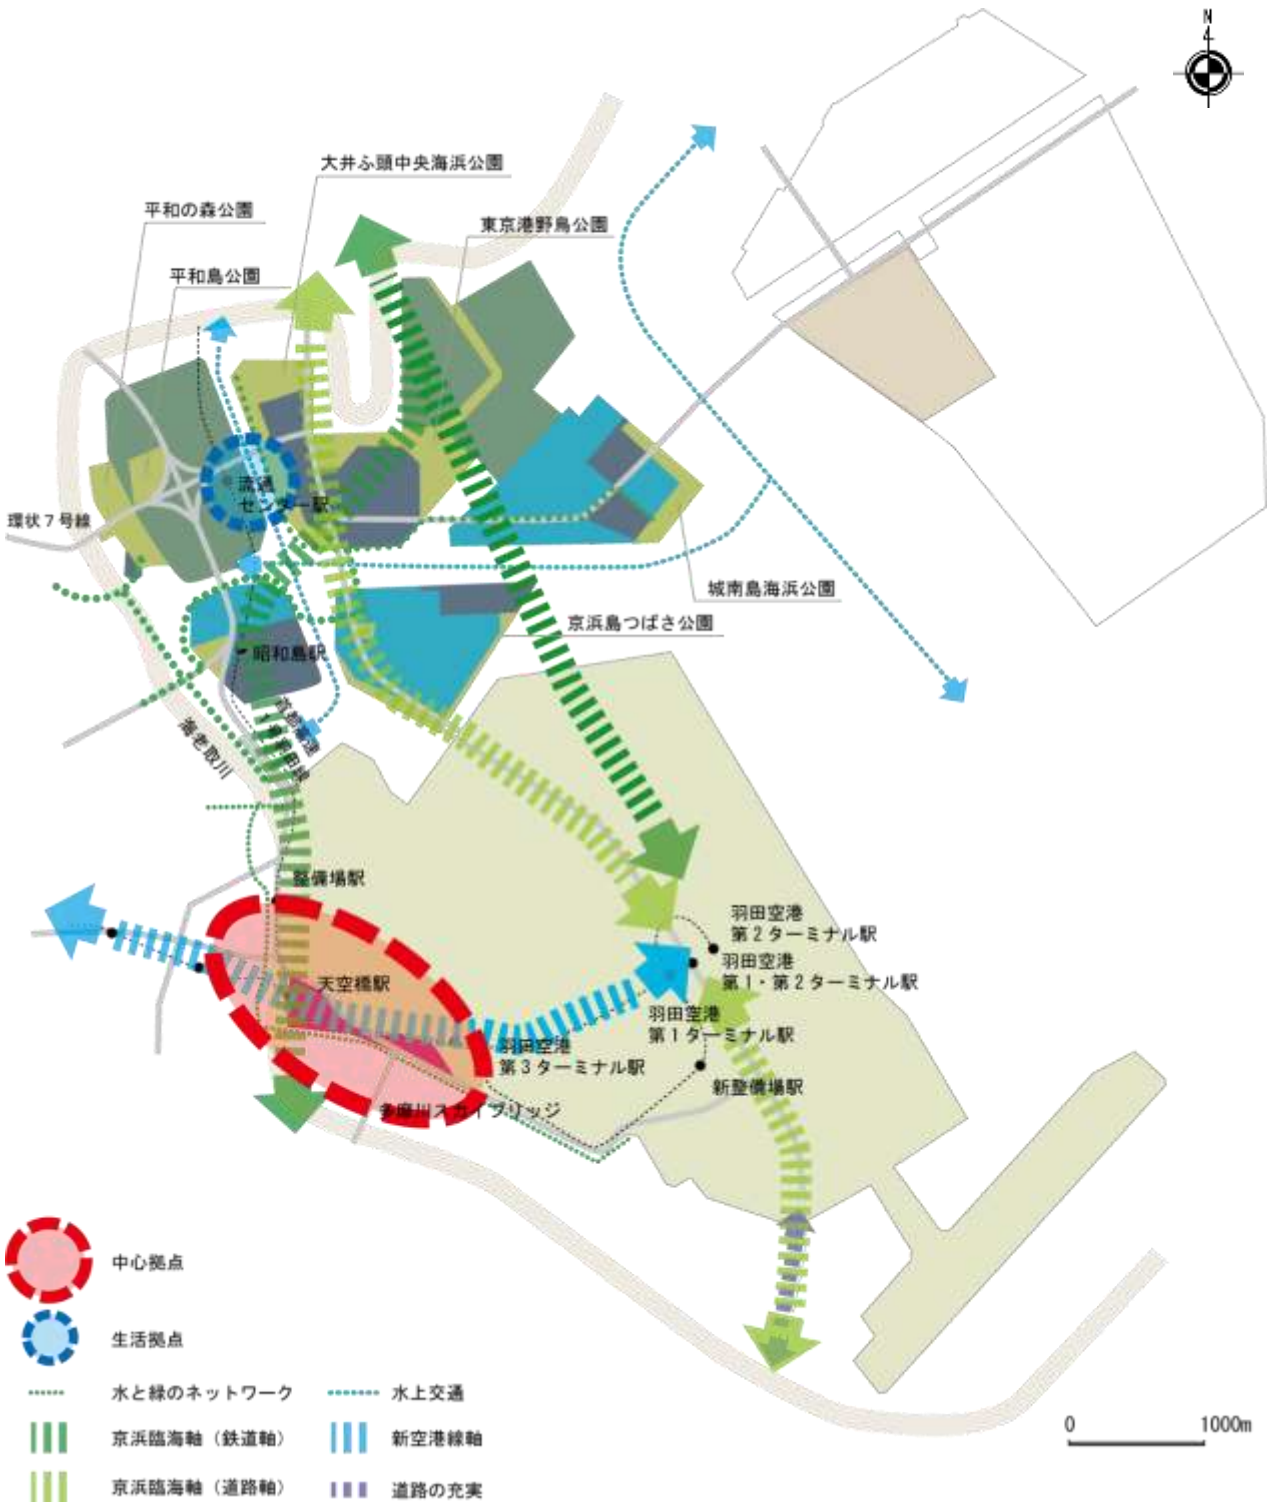 N
大井ふ頭中央海浜公園
平和の森公園
東京港野鳥公園
平和島公園
流通
センター駅
環状7号線
城南島海浜公園
京浜島つばさ公園
昭和島駅
首都高速
1号羽田線
海老取川
整備場駅
羽田空港
第2ターミナル駅
羽田空港
第1・第2ターミナル駅
天空橋駅
羽田空港
第1ターミナル駅
羽田空港
第3ターミナル駅
新整備場駅
多摩川スカイブリッジ
中心拠点
生活拠点
水と緑のネットワーク
水上交通
京浜臨海軸（鉄道軸）
新空港線軸
京浜臨海軸（道路軸）
道路の充実
0
1000m